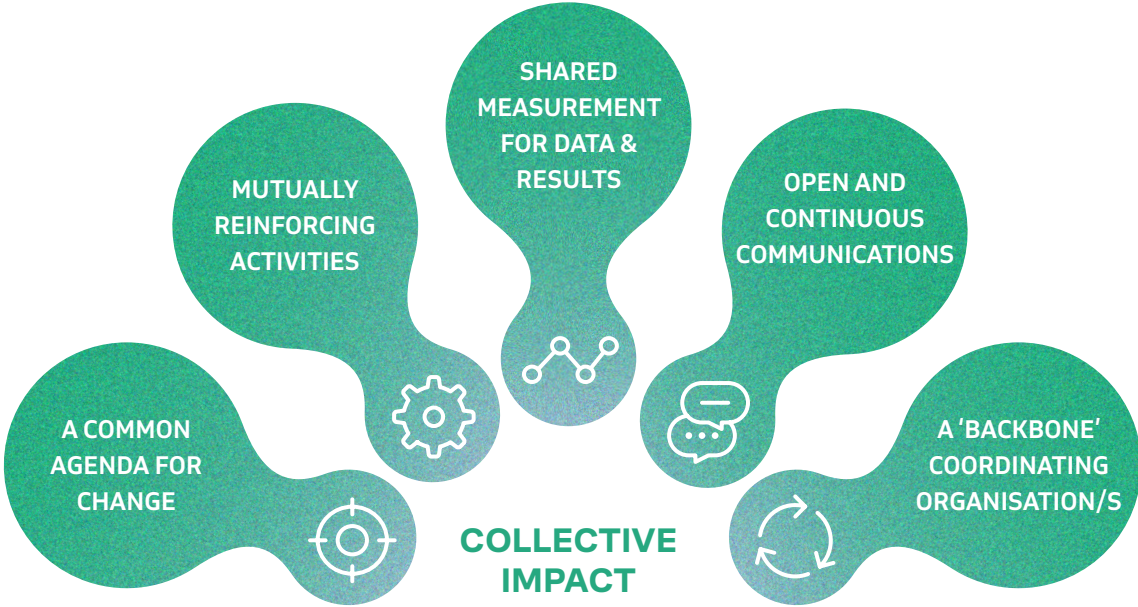 A COMMON
AGENDA FOR
CHANGE
MUTUALLY
REINFORCING
ACTIVITIES
SHARED
MEASUREMENT
FOR DATA &
RESULTS
OPEN AND
CONTINUOUS
COMMUNICATIONS
A ‘BACKBONE’
COORDINATING
ORGANISATION/S
COLLECTIVE
IMPACT